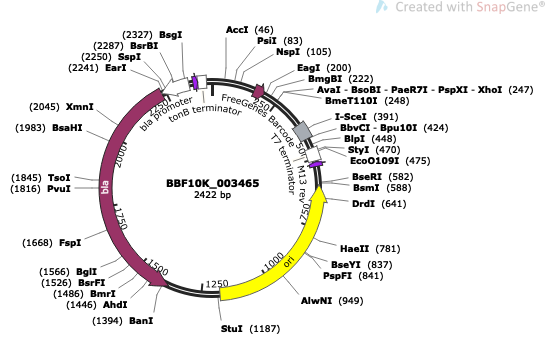 Created with SnapGene®
(2327) BsgI
(2287) BsrBI
(2250) SspI
(2241) EarI
(2045) XmnI
(1983) BsaHI
(1845) TsoI
(1816) PvuI
(1668) FspI
(1566) BglI
(1526) BsrFI
(1486) BmrI
(1446) AhdI
(1394) BanI
AccI (46)
PsiI (83)
NspI (105)
EagI (200)
BmgBI (222)
AvaI - BsoBI - PaeR7I - PspXI - XhoI (247)
BmeT110I (248)
I-SceI (391)
BbvCI - Bpu10I (424)
BlpI (448)
StyI (470)
EcoO109I (475)
BseRI (582)
BsmI (588)
DrdI (641)
HaeII (781)
BseYI (837)
PspFI (841)
AlwNI (949)
StuI (1187)
bla promoter
tonB terminator
FreeGenes Barcode
T7 terminator
M13 rev
ori
bla
250
750
1000
1250
1500
1750
2000
2250
BBF10K_003465
2422 bp